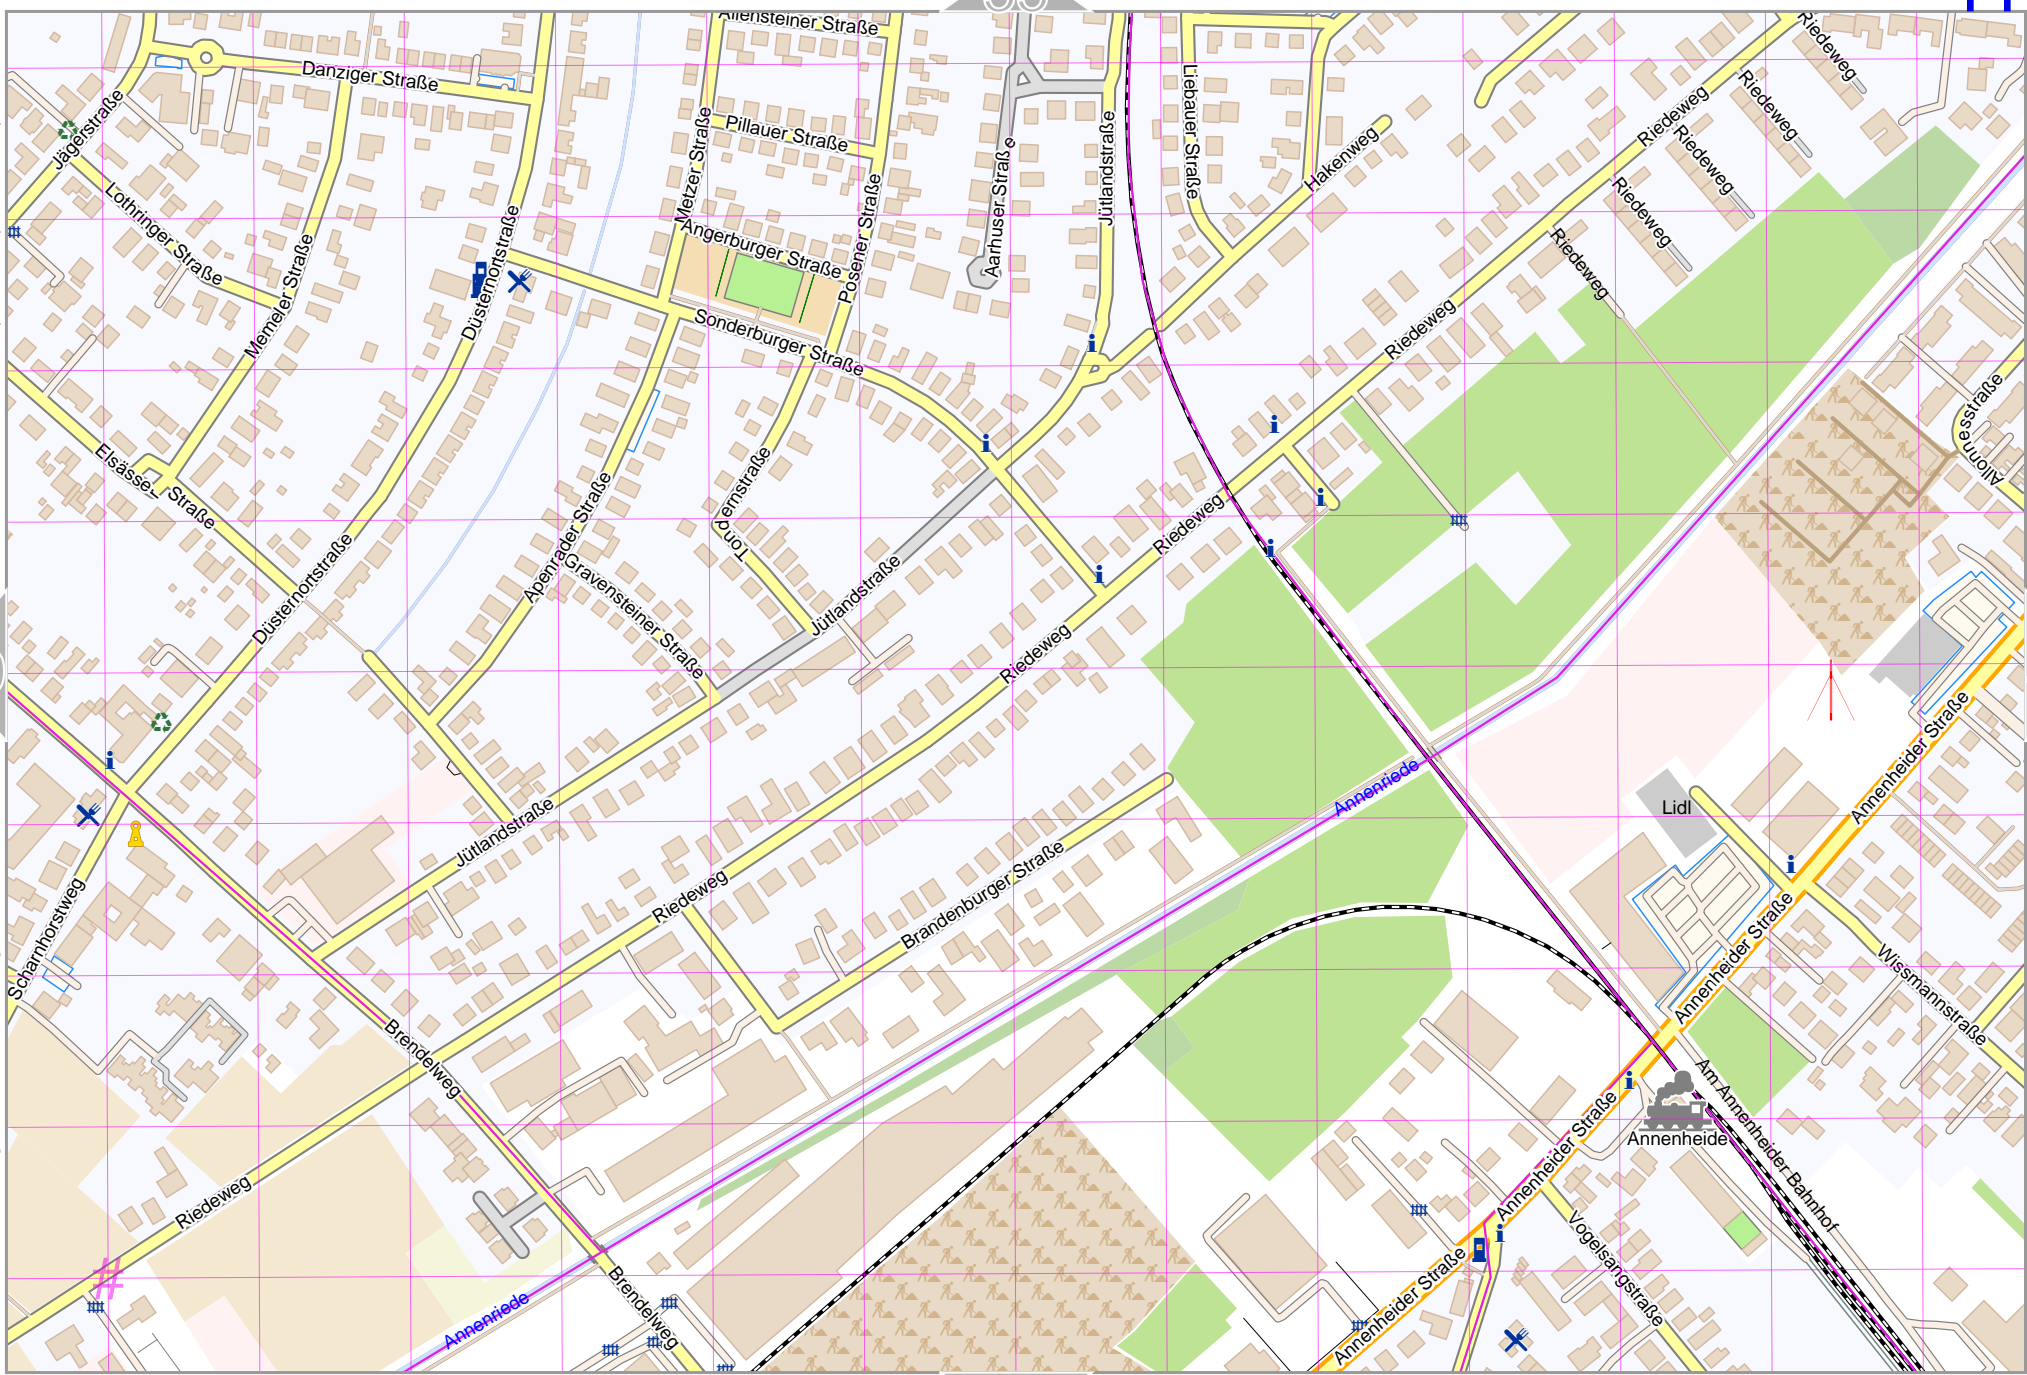 Allensteiner Straße
Riedeweg
Danziger Straße
Riedeweg
Liebauer Straße
Riedeweg
Jägerstraße
Pillauer Straße
Metzer Straße
Jütlandstraße
Riedeweg
Hakenweg
Aarhuser Straße
Lothringer Straße
Posener Straße
Riedeweg
Angerburger Straße
Düsternortstraße
Memeler Straße
Riedeweg
Sonderburger Straße
Riedeweg
Allonnesstraße
Elsässer Straße
Tondernstraße
Apenrader Straße
Riedeweg
Düsternortstraße
Gravensteiner Straße
Jütlandstraße
Riedeweg
Annenheider Straße
Annenriede
Lidl
Jütlandstraße
Riedeweg
Brandenburger Straße
Scharnhorstweg
Annenheider Straße
Wissmannstraße
Brendelweg
Am Annenheider Bahnhof
Annenheide
Annenheider Straße
Riedeweg
Vogelsangstraße
#
Annenriede
Brendelweg
Annenheider Straße